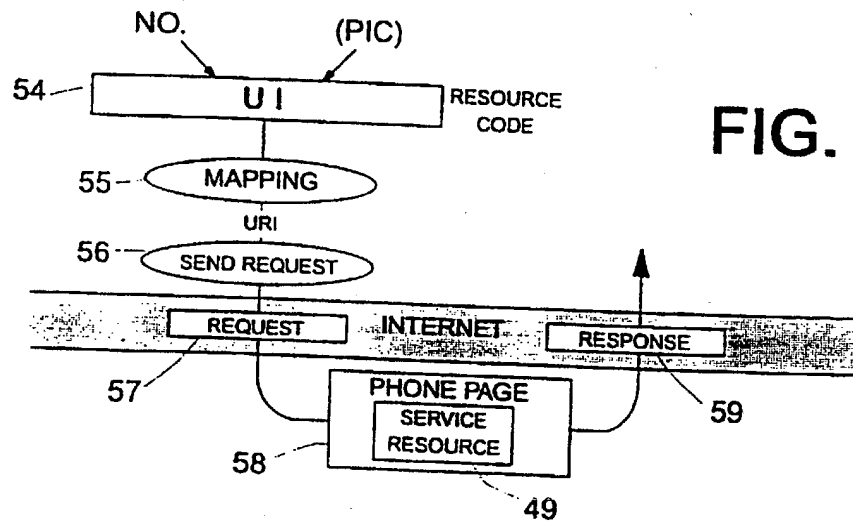 NO.
(PIC)
54
U I
RESOURCE
CODE
FIG.
55
MAPPING
URI
56
SEND REQUEST
REQUEST
INTERNET
RESPONSE
57
PHONE PAGE
59
SERVICE
RESOURCE
58
49